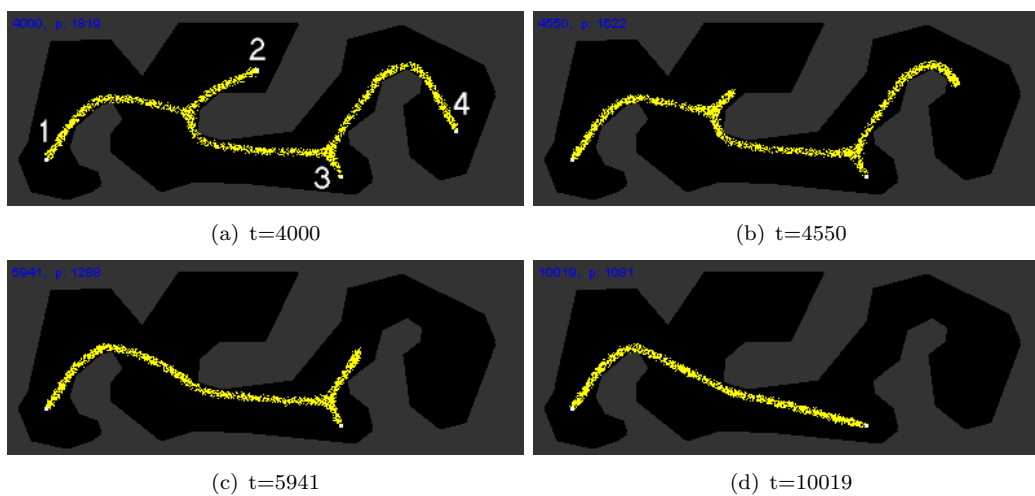 4000, p: 1819
2
1
4
3
(a) t=4000
4550, p: 1622
(b) t=4550
5941, p: 1288
(c) t=5941
10019, p: 1081
(d) t=10019